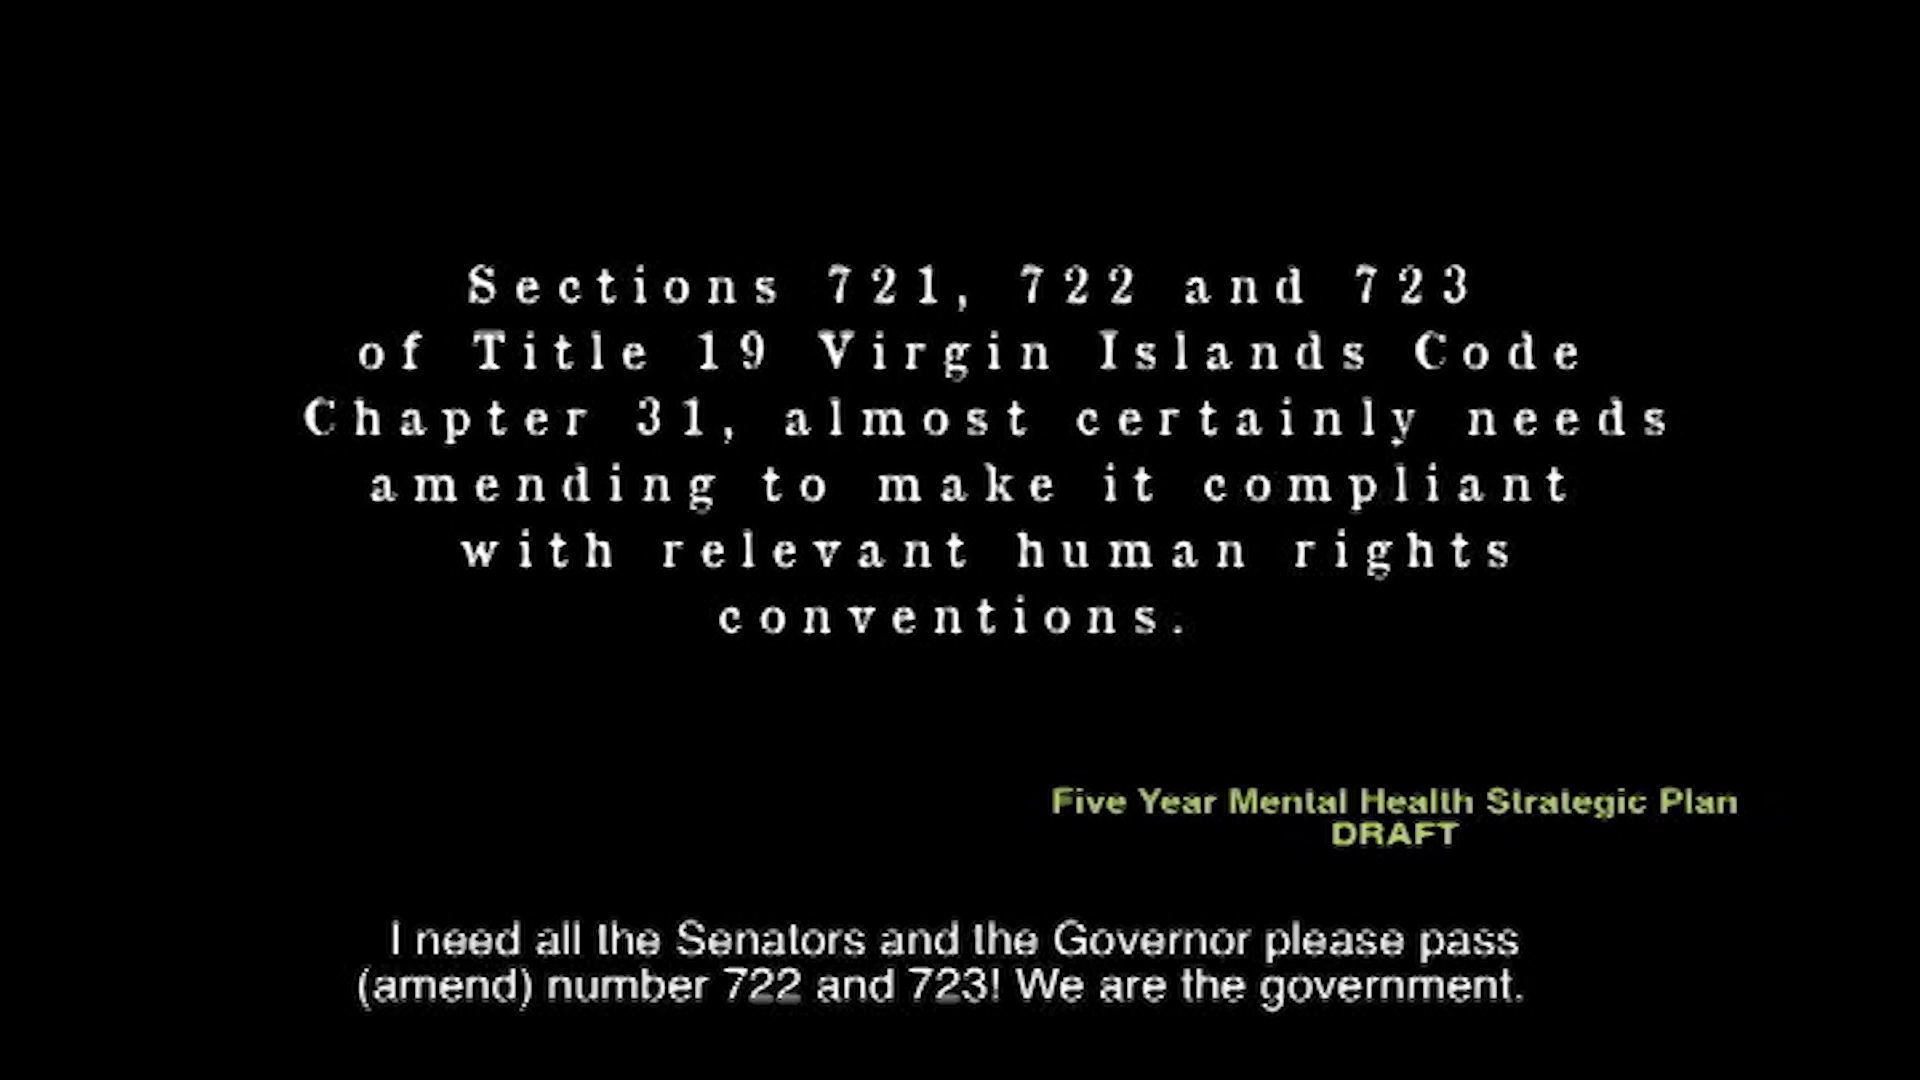 Sections 721, 722 and 723
of Title 19 Virgin Islands Code
Chapter 31, almost certainly needs
amending to make it compliant
with relevant human rights
conventions.
Five Year Mental Health Strategic Plan
DRAFT
I need all the Senators and the Governor please pass
(amend) number 722 and 723! We are the government.